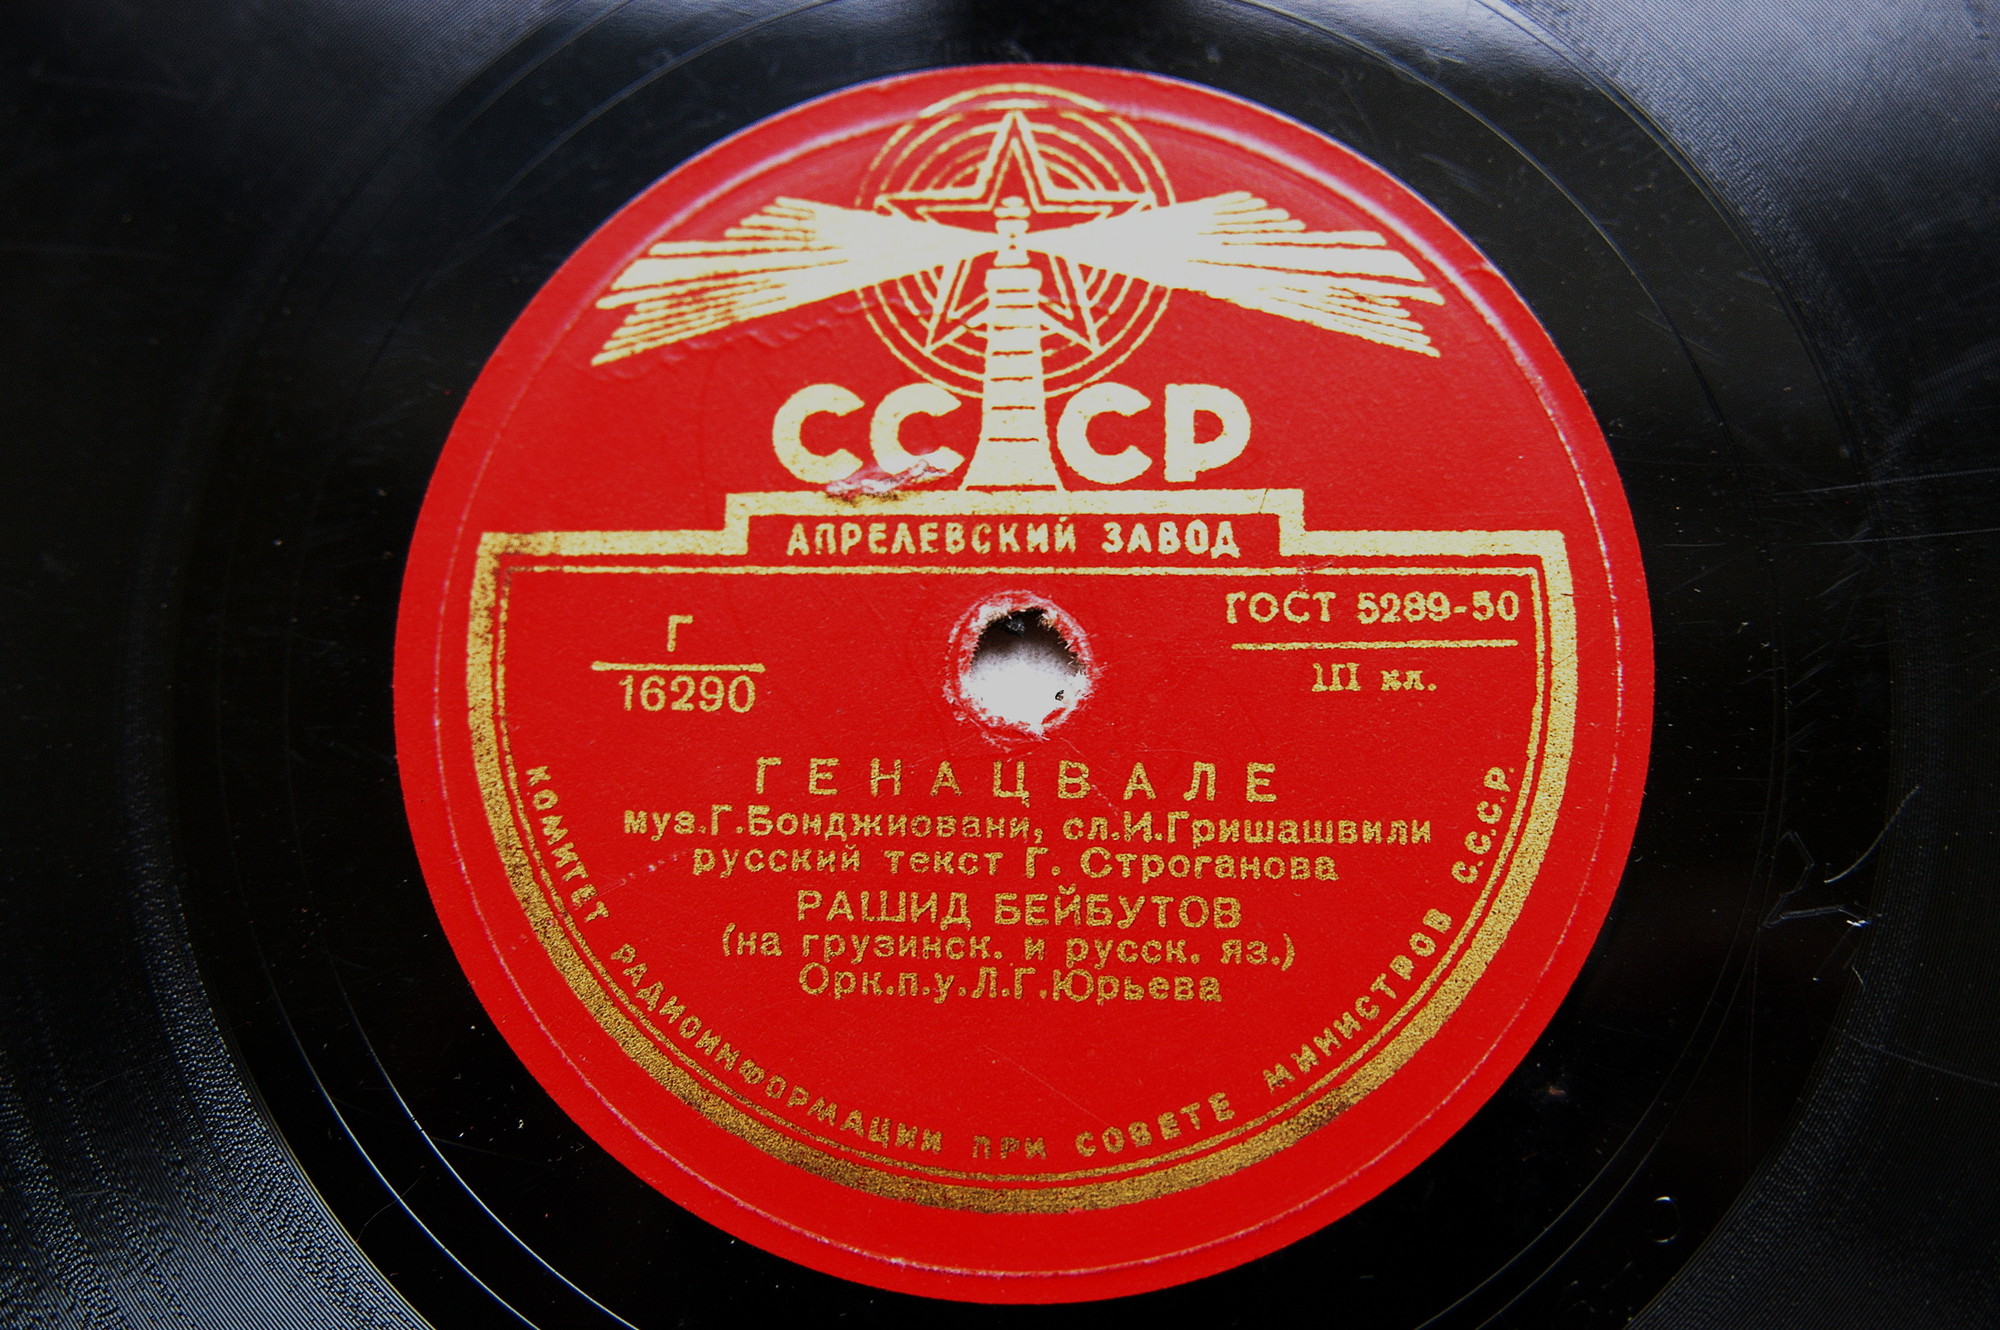 СССР
АПРЕЛЕВСКИЙ ЗАВОД
Г
16290
ГОСТ 5289-50
III кл.
ГЕНАЦВАЛЕ
муз.Г.Бонджиовани, сл.И.Гришашвили
русский текст Г. Строганова
РАШИД БЕЙБУТОВ
(на грузинск. и русск. яз.)
Орк.п.у.Л.Г.Юрьева
КОМИТЕТ РАДИОИНФОРМАЦИИ ПРИ СОВЕТЕ МИНИСТРОВ С.С.С.Р.